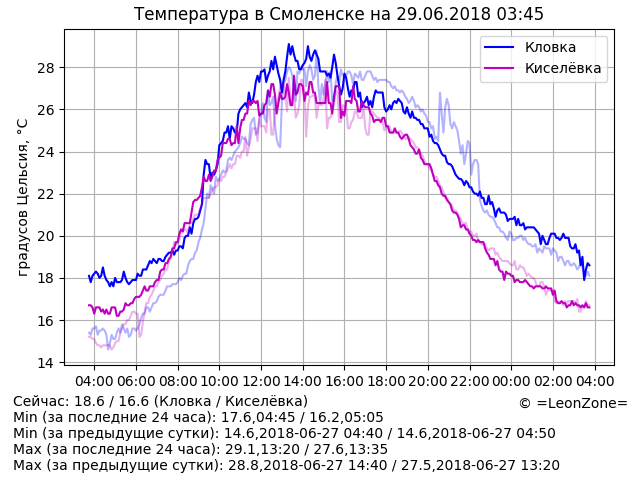 Температура в Смоленске на 29.06.2018 03:45
Кловка
Киселёвка
градусов Цельсия, °C
28
26
24
22
20
18
16
14
04:00 06:00 08:00 10:00 12:00 14:00 16:00 18:00 20:00 22:00 00:00 02:00 04:00
Сейчас: 18.6 / 16.6 (Кловка / Киселёвка)
© =LeonZone=
Min (за последние 24 часа): 17.6,04:45 / 16.2,05:05
Min (за предыдущие сутки): 14.6,2018-06-27 04:40 / 14.6,2018-06-27 04:50
Max (за последние 24 часа): 29.1,13:20 / 27.6,13:35
Max (за предыдущие сутки): 28.8,2018-06-27 14:40 / 27.5,2018-06-27 13:20